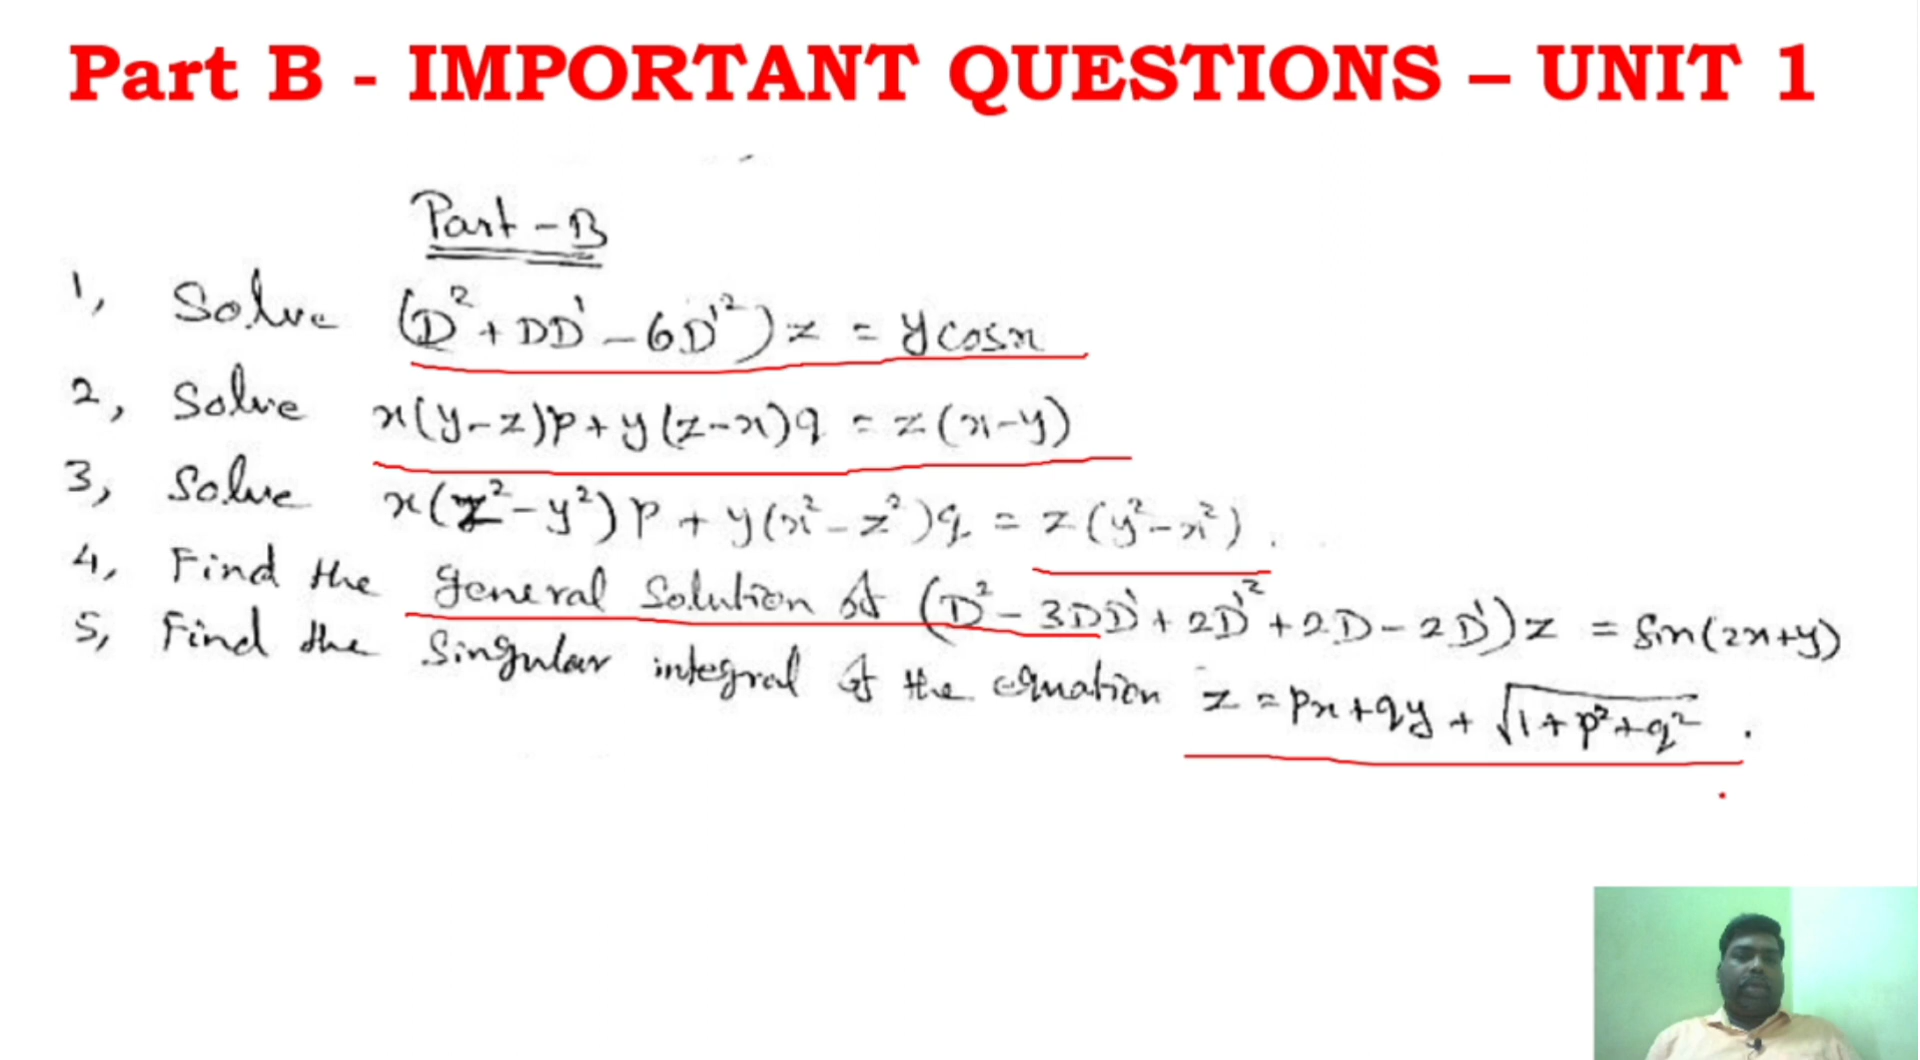 Part B - IMPORTANT QUESTIONS – UNIT 1
Part - B
1, Solve (D² + DD' - 6D'²) z = y cosx
2, Solve x(y-z)p + y(z-x)q = z(x-y)
3, Solve x(z²-y²)p + y(x²-z²)q = z(y²-x²).
4, Find the general solution of (D² - 3DD' + 2D'² + 2D - 2D')z = sin(2x+y)
5, Find the singular integral of the equation z = px + qy + √1+p²+q² .